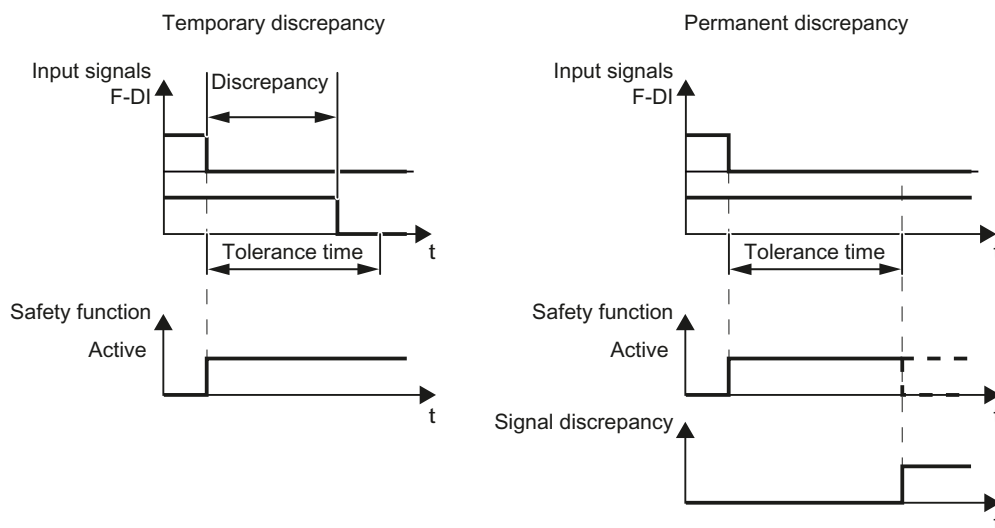 Temporary discrepancy
Input signals
F-DI
Discrepancy
t
Tolerance time
Safety function
Active
t
Permanent discrepancy
Input signals
F-DI
t
Tolerance time
Safety function
Active
t
Signal discrepancy
t